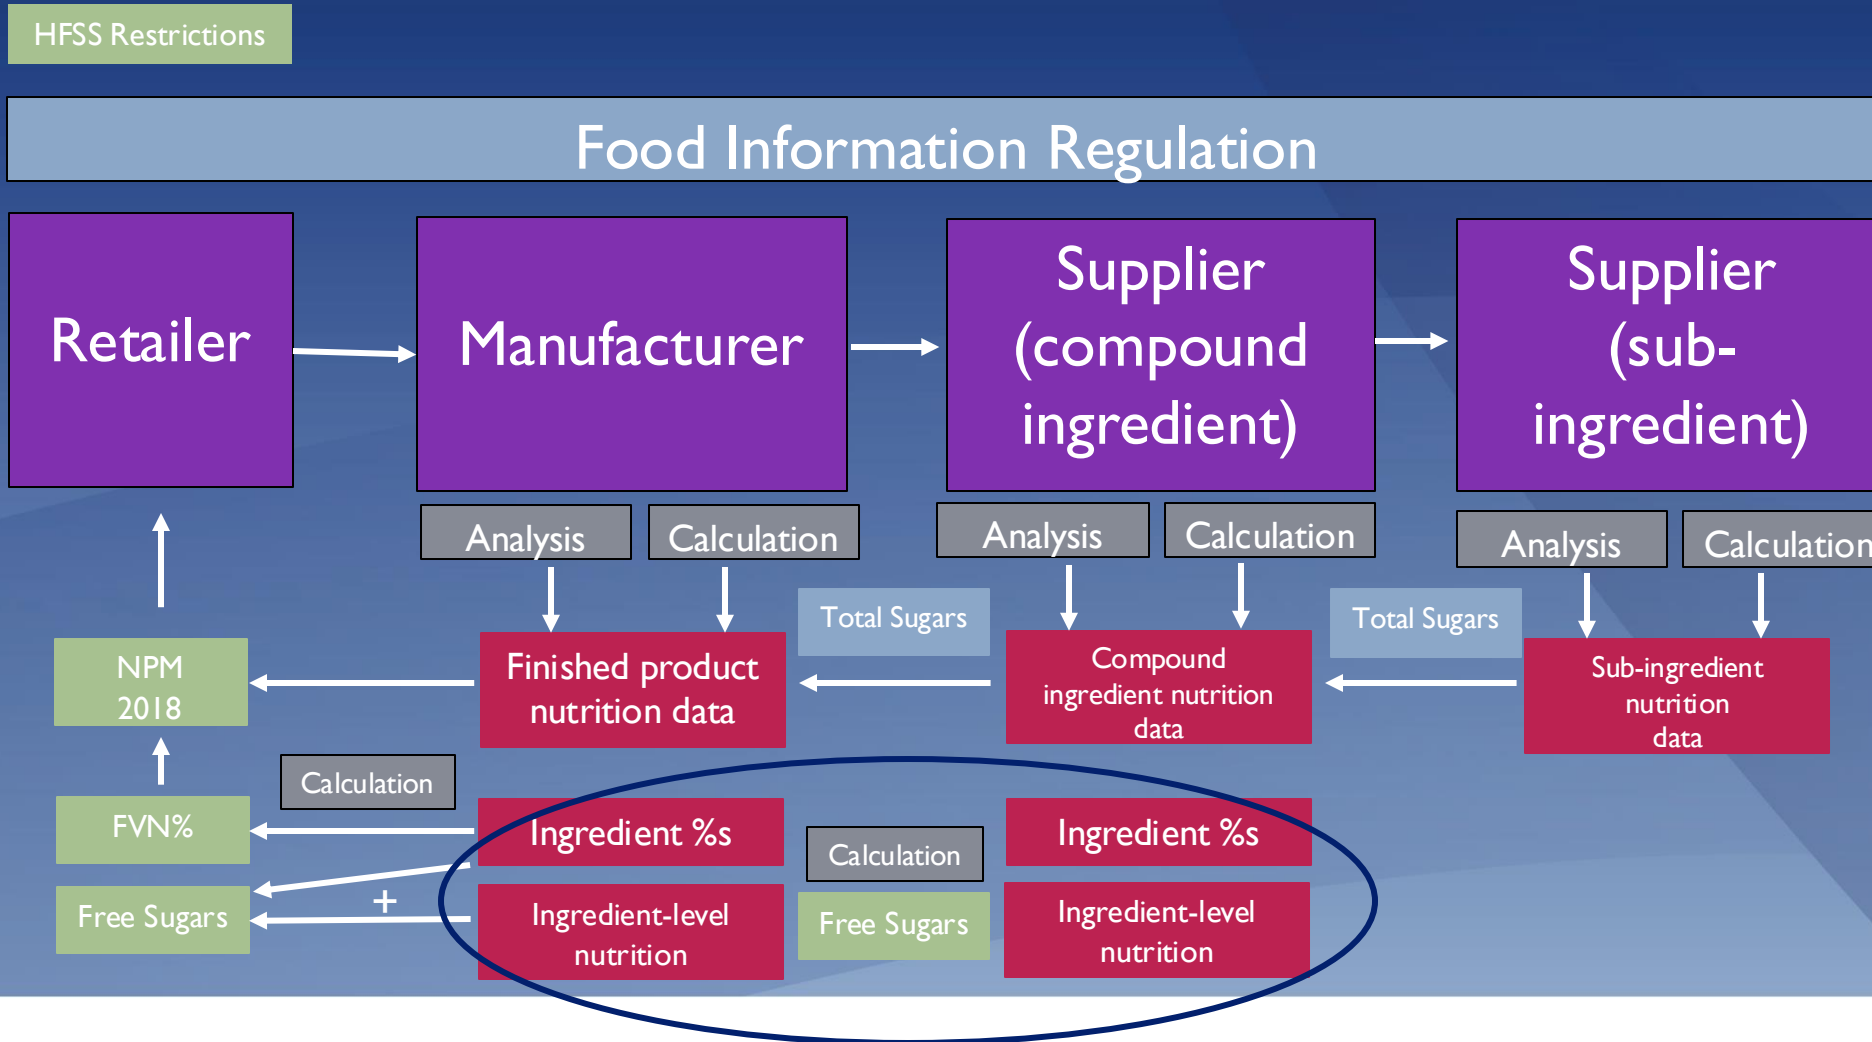 HFSS Restrictions
Food Information Regulation
Retailer
Manufacturer
Supplier
(compound
ingredient)
Supplier
(sub-
ingredient)
Analysis
Calculation
Analysis
Calculation
Analysis
Calculation
Total Sugars
Total Sugars
NPM
2018
Finished product
nutrition data
Compound
ingredient nutrition
data
Sub-ingredient
nutrition
data
Calculation
FVN%
Ingredient %s
Calculation
Ingredient %s
Free Sugars
+
Ingredient-level
nutrition
Free Sugars
Ingredient-level
nutrition